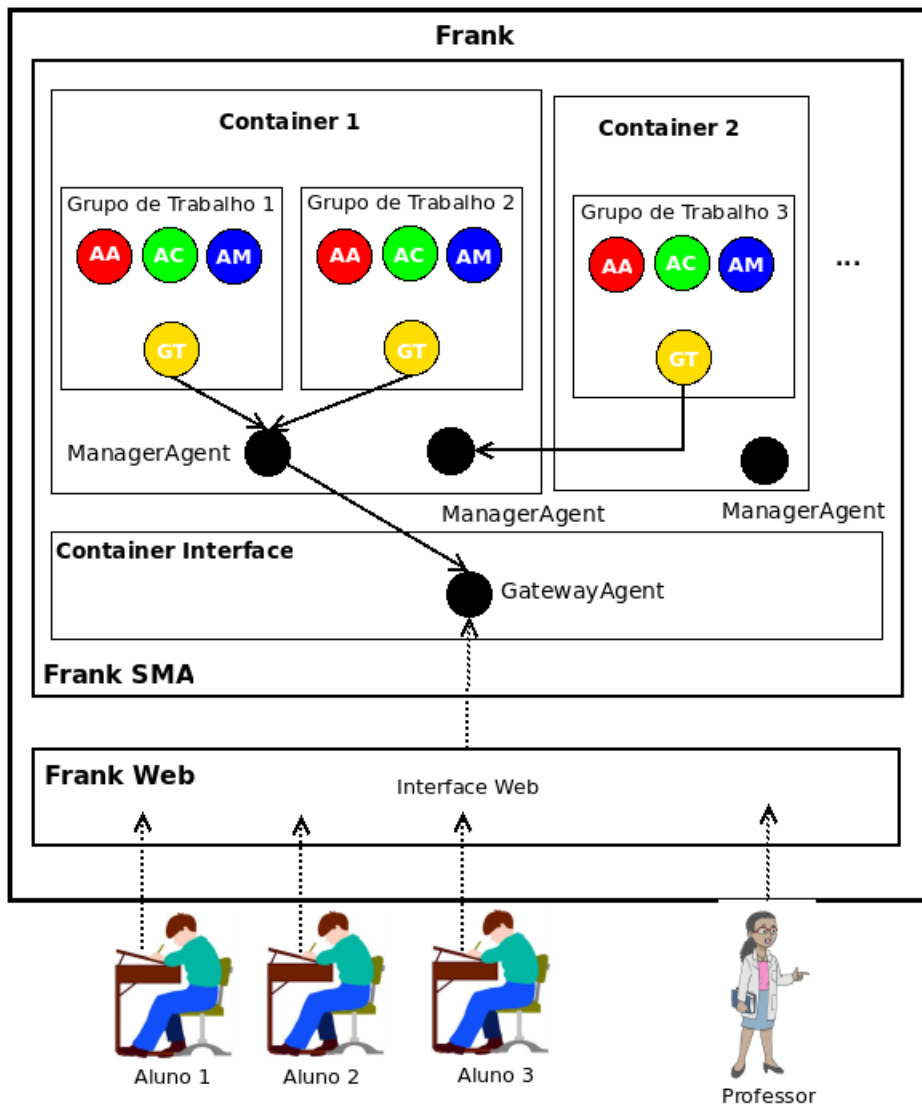 Frank
Container 1
Container 2
Grupo de Trabalho 1
Grupo de Trabalho 2
Grupo de Trabalho 3
AA
AC
AM
AA
AC
AM
AA
AC
AM
...
GT
GT
GT
ManagerAgent
ManagerAgent
ManagerAgent
Container Interface
GatewayAgent
Frank SMA
Frank Web
Interface Web
Aluno 1
Aluno 2
Aluno 3
Professor